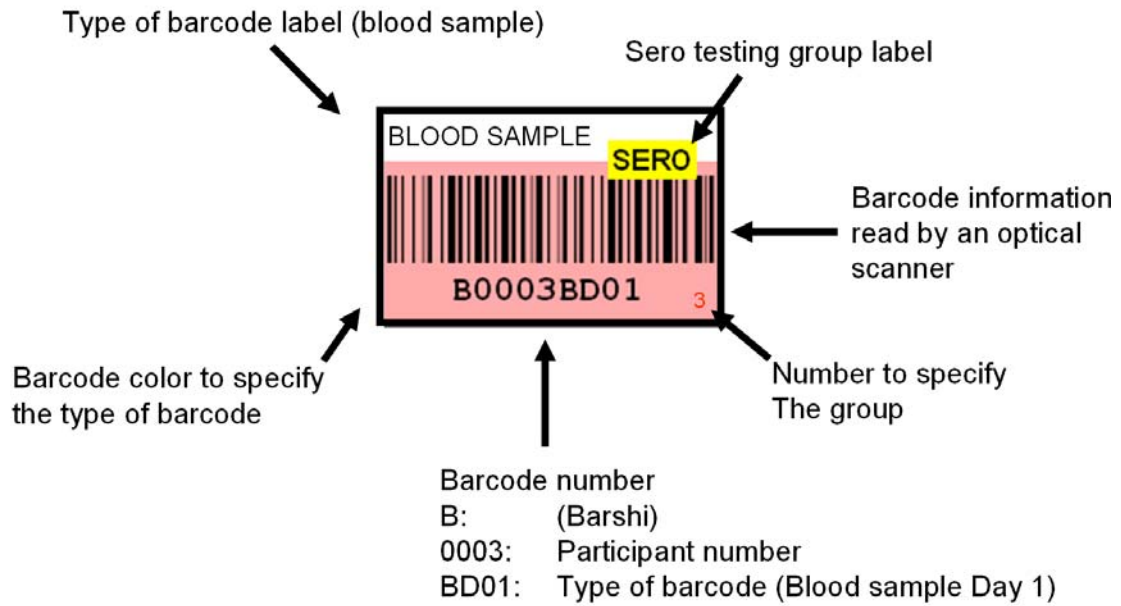 Type of barcode label (blood sample)
Sero testing group label
BLOOD SAMPLE
SERO
Barcode information
read by an optical
scanner
B0003BD01
3
Barcode color to specify
the type of barcode
Number to specify
The group
Barcode number
B: (Barshi)
0003: Participant number
BD01: Type of barcode (Blood sample Day 1)